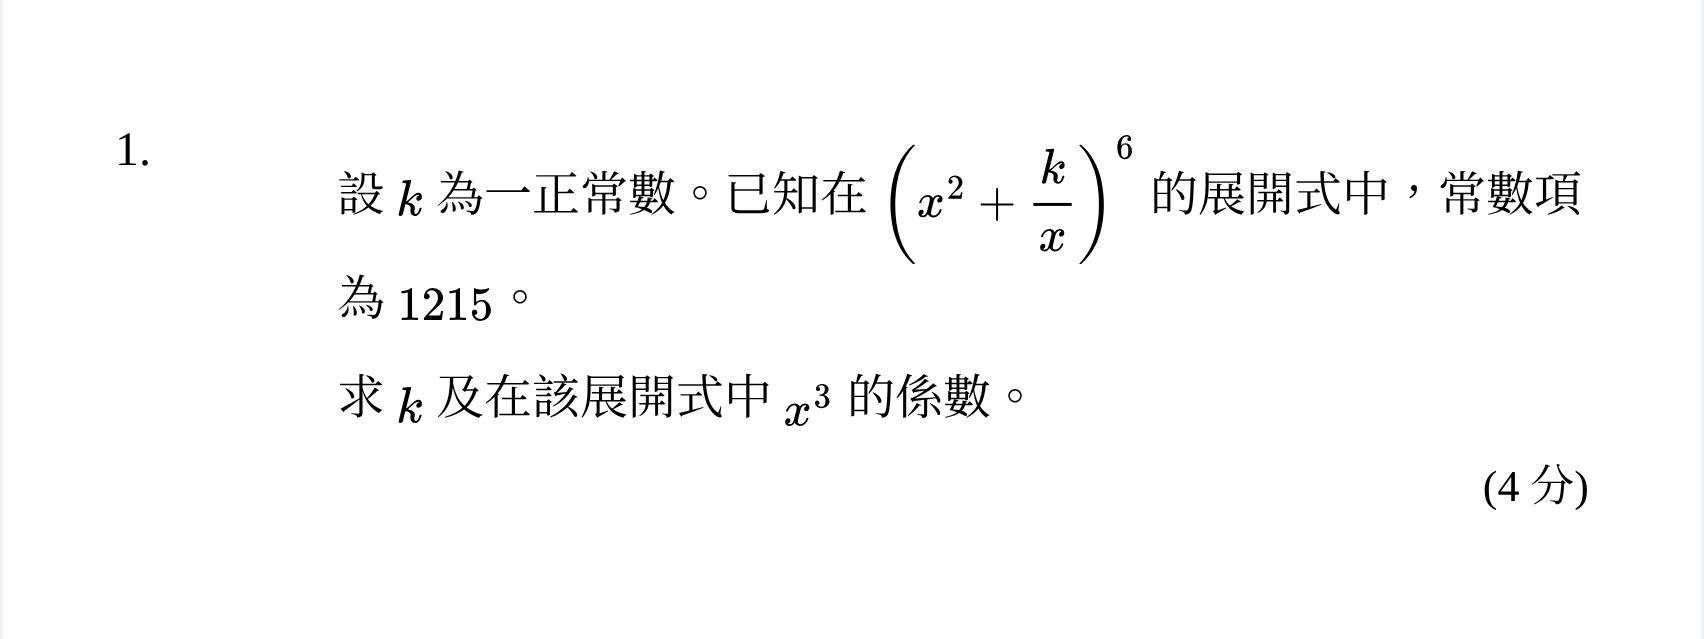 1.
設 k 為一正常數。已知在 (x² + k/x)⁶ 的展開式中，常數項
為 1215。
求 k 及在該展開式中 x³ 的係數。
(4 分)